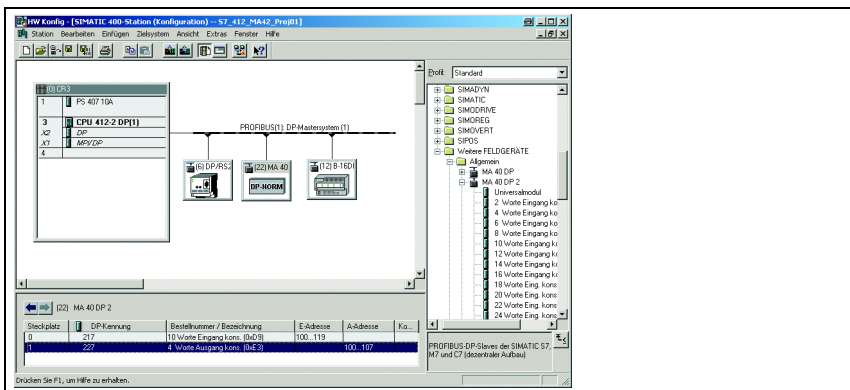 HW Konfig - [SIMATIC 400-Station (Konfiguration) -- S7_412_MA42_Proj01]
Station Bearbeiten Einfügen Zielsystem Ansicht Extras Fenster Hilfe
(0) CR3
1 PS 407 10A
3 CPU 412-2 DP(1)
X2 DP
X1 MPI/DP
4
PROFIBUS(1): DP-Mastersystem (1)
(6) DP/RS2
(22) MA 40
DP-NORM
(12) B-16DI
Profil: Standard
SIMADYN
SIMATIC
SIMODRIVE
SIMOREG
SIMOVERT
SIPOS
Weitere FELDGERÄTE
Allgemein
MA 40 DP
MA 40 DP 2
Universalmodul
2 Worte Eingang ko
4 Worte Eingang ko
6 Worte Eingang ko
8 Worte Eingang ko
10 Worte Eingang ko
12 Worte Eingang ko
14 Worte Eingang ko
16 Worte Eingang ko
18 Worte Eing. kons
20 Worte Eing. kons
22 Worte Eing. kons
24 Worte Eing. kons
PROFIBUS-DP-Slaves der SIMATIC S7, M7 und C7 (dezentraler Aufbau)
(22) MA 40 DP 2
Steckplatz DP-Kennung Bestellnummer / Bezeichnung E-Adresse A-Adresse Ko...
0 217 10 Worte Eingang kons. (0xD9) 100...119
1 227 4 Worte Ausgang kons. (0xE3) 100...107
Drücken Sie F1, um Hilfe zu erhalten.